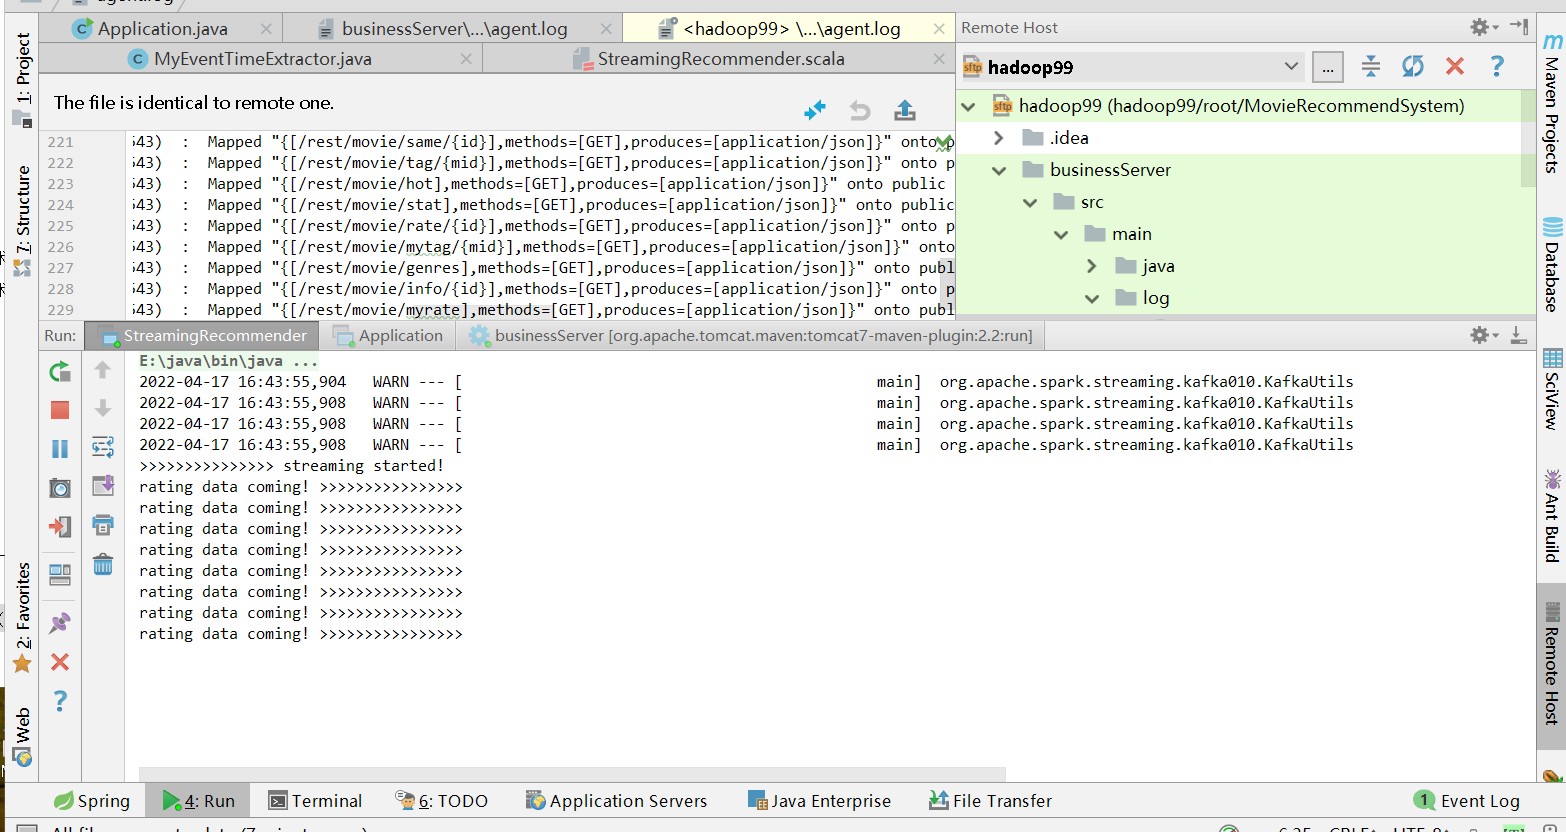 Application.java
businessServer\...\agent.log
<hadoop99> \...\agent.log
MyEventTimeExtractor.java
StreamingRecommender.scala
The file is identical to remote one.
221 543)  :  Mapped "{[/rest/movie/same/{id}],methods=[GET],produces=[application/json]}" onto p
222 543)  :  Mapped "{[/rest/movie/tag/{mid}],methods=[GET],produces=[application/json]}" onto p
223 543)  :  Mapped "{[/rest/movie/hot],methods=[GET],produces=[application/json]}" onto public
224 543)  :  Mapped "{[/rest/movie/stat],methods=[GET],produces=[application/json]}" onto public
225 543)  :  Mapped "{[/rest/movie/rate/{id}],methods=[GET],produces=[application/json]}" onto p
226 543)  :  Mapped "{[/rest/movie/mytag/{mid}],methods=[GET],produces=[application/json]}" onto
227 543)  :  Mapped "{[/rest/movie/genres],methods=[GET],produces=[application/json]}" onto publ
228 543)  :  Mapped "{[/rest/movie/info/{id}],methods=[GET],produces=[application/json]}" onto p
229 543)  :  Mapped "{[/rest/movie/myrate],methods=[GET],produces=[application/json]}" onto publ
Remote Host
hadoop99
...
?
hadoop99 (hadoop99/root/MovieRecommendSystem)
.idea
businessServer
src
main
java
log
Run:
StreamingRecommender
Application
businessServer [org.apache.tomcat.maven:tomcat7-maven-plugin:2.2:run]
E:\java\bin\java ...
2022-04-17 16:43:55,904   WARN --- [                                              main]  org.apache.spark.streaming.kafka010.KafkaUtils
2022-04-17 16:43:55,908   WARN --- [                                              main]  org.apache.spark.streaming.kafka010.KafkaUtils
2022-04-17 16:43:55,908   WARN --- [                                              main]  org.apache.spark.streaming.kafka010.KafkaUtils
2022-04-17 16:43:55,908   WARN --- [                                              main]  org.apache.spark.streaming.kafka010.KafkaUtils
>>>>>>>>>>>>>>> streaming started!
rating data coming! >>>>>>>>>>>>>>>>
rating data coming! >>>>>>>>>>>>>>>>
rating data coming! >>>>>>>>>>>>>>>>
rating data coming! >>>>>>>>>>>>>>>>
rating data coming! >>>>>>>>>>>>>>>>
rating data coming! >>>>>>>>>>>>>>>>
rating data coming! >>>>>>>>>>>>>>>>
rating data coming! >>>>>>>>>>>>>>>>
1: Project
7: Structure
2: Favorites
Web
Maven Projects
Database
SciView
Ant Build
Remote Host
Spring
4: Run
Terminal
6: TODO
Application Servers
Java Enterprise
File Transfer
1 Event Log